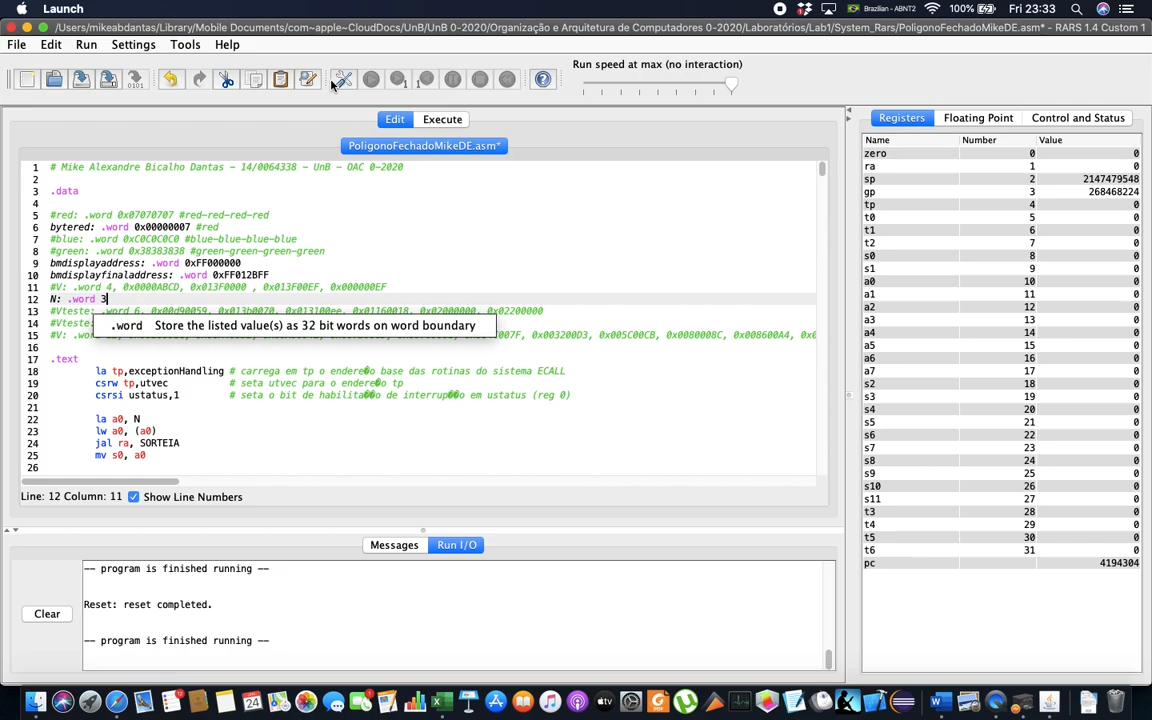 Launch
Brazilian - ABNT2
100%
Fri 23:33
/Users/mikeabdantas/Library/Mobile Documents/com~apple~CloudDocs/UnB/UnB 0-2020/Organização e Arquitetura de Computadores 0-2020/Laboratórios/Lab1/System_Rars/PoligonoFechadoMikeDE.asm* - RARS 1.4 Custom 1
File Edit Run Settings Tools Help
Run speed at max (no interaction)
Edit Execute
PoligonoFechadoMikeDE.asm*
1 # Mike Alexandre Bicalho Dantas - 14/0064338 - UnB - OAC 0-2020
2
3 .data
4
5 #red: .word 0x07070707 #red-red-red-red
6 bytered: .word 0x00000007 #red
7 #blue: .word 0xC0C0C0C0 #blue-blue-blue-blue
8 #green: .word 0x38383838 #green-green-green-green
9 bmdisplayaddress: .word 0xFF000000
10 bmdisplayfinaladdress: .word 0xFF012BFF
11 #V: .word 4, 0x0000ABCD, 0x013F0000 , 0x013F00EF, 0x000000EF
12 N: .word 3
13 #Vteste: .word 6, 0x00d90059, 0x013b0070, 0x013100ee, 0x01160018, 0x02000000, 0x02200000
.word Store the listed value(s) as 32 bit words on word boundary
14 #Vteste:
15 #V: 007F, 0x003200D3, 0x005C00CB, 0x0080008C, 0x008600A4, 0x0
16
17 .text
18 la tp,exceptionHandling # carrega em tp o endere�o base das rotinas do sistema ECALL
19 csrw tp,utvec # seta utvec para o endere�o tp
20 csrsi ustatus,1 # seta o bit de habilita��o de interrup��o em ustatus (reg 0)
21
22 la a0, N
23 lw a0, (a0)
24 jal ra, SORTEIA
25 mv s0, a0
26
Line: 12 Column: 11 Show Line Numbers
Messages Run I/O
Clear
-- program is finished running --
Reset: reset completed.
-- program is finished running --
Registers Floating Point Control and Status
Name Number Value
zero 0 0
ra 1 0
sp 2 2147479548
gp 3 268468224
tp 4 0
t0 5 0
t1 6 0
t2 7 0
s0 8 0
s1 9 0
a0 10 0
a1 11 0
a2 12 0
a3 13 0
a4 14 0
a5 15 0
a6 16 0
a7 17 0
s2 18 0
s3 19 0
s4 20 0
s5 21 0
s6 22 0
s7 23 0
s8 24 0
s9 25 0
s10 26 0
s11 27 0
t3 28 0
t4 29 0
t5 30 0
t6 31 0
pc 4194304